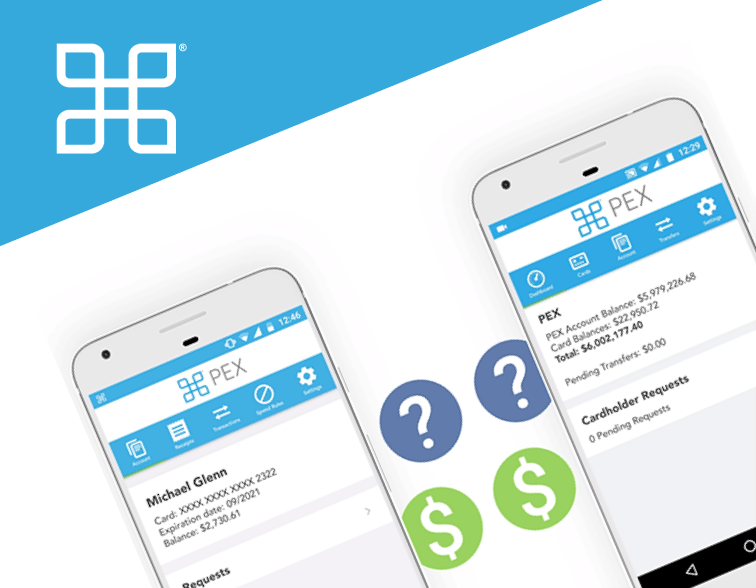 ®
12:29
PEX
Dashboard
Cards
Account
Transfers
Settings
PEX
PEX Account Balance: $5,979,226.68
Card Balances: $22,950.72
Total: $6,002,177.40
Pending Transfers: $0.00
Cardholder Requests
0 Pending Requests
12:46
PEX
Account
Receipts
Transactions
Spend Rules
Settings
Michael Glenn
Card: XXXX XXXX XXXX 2322
Expiration date: 09/2021
Balance: $2,730.61
Requests
? ?
$ $